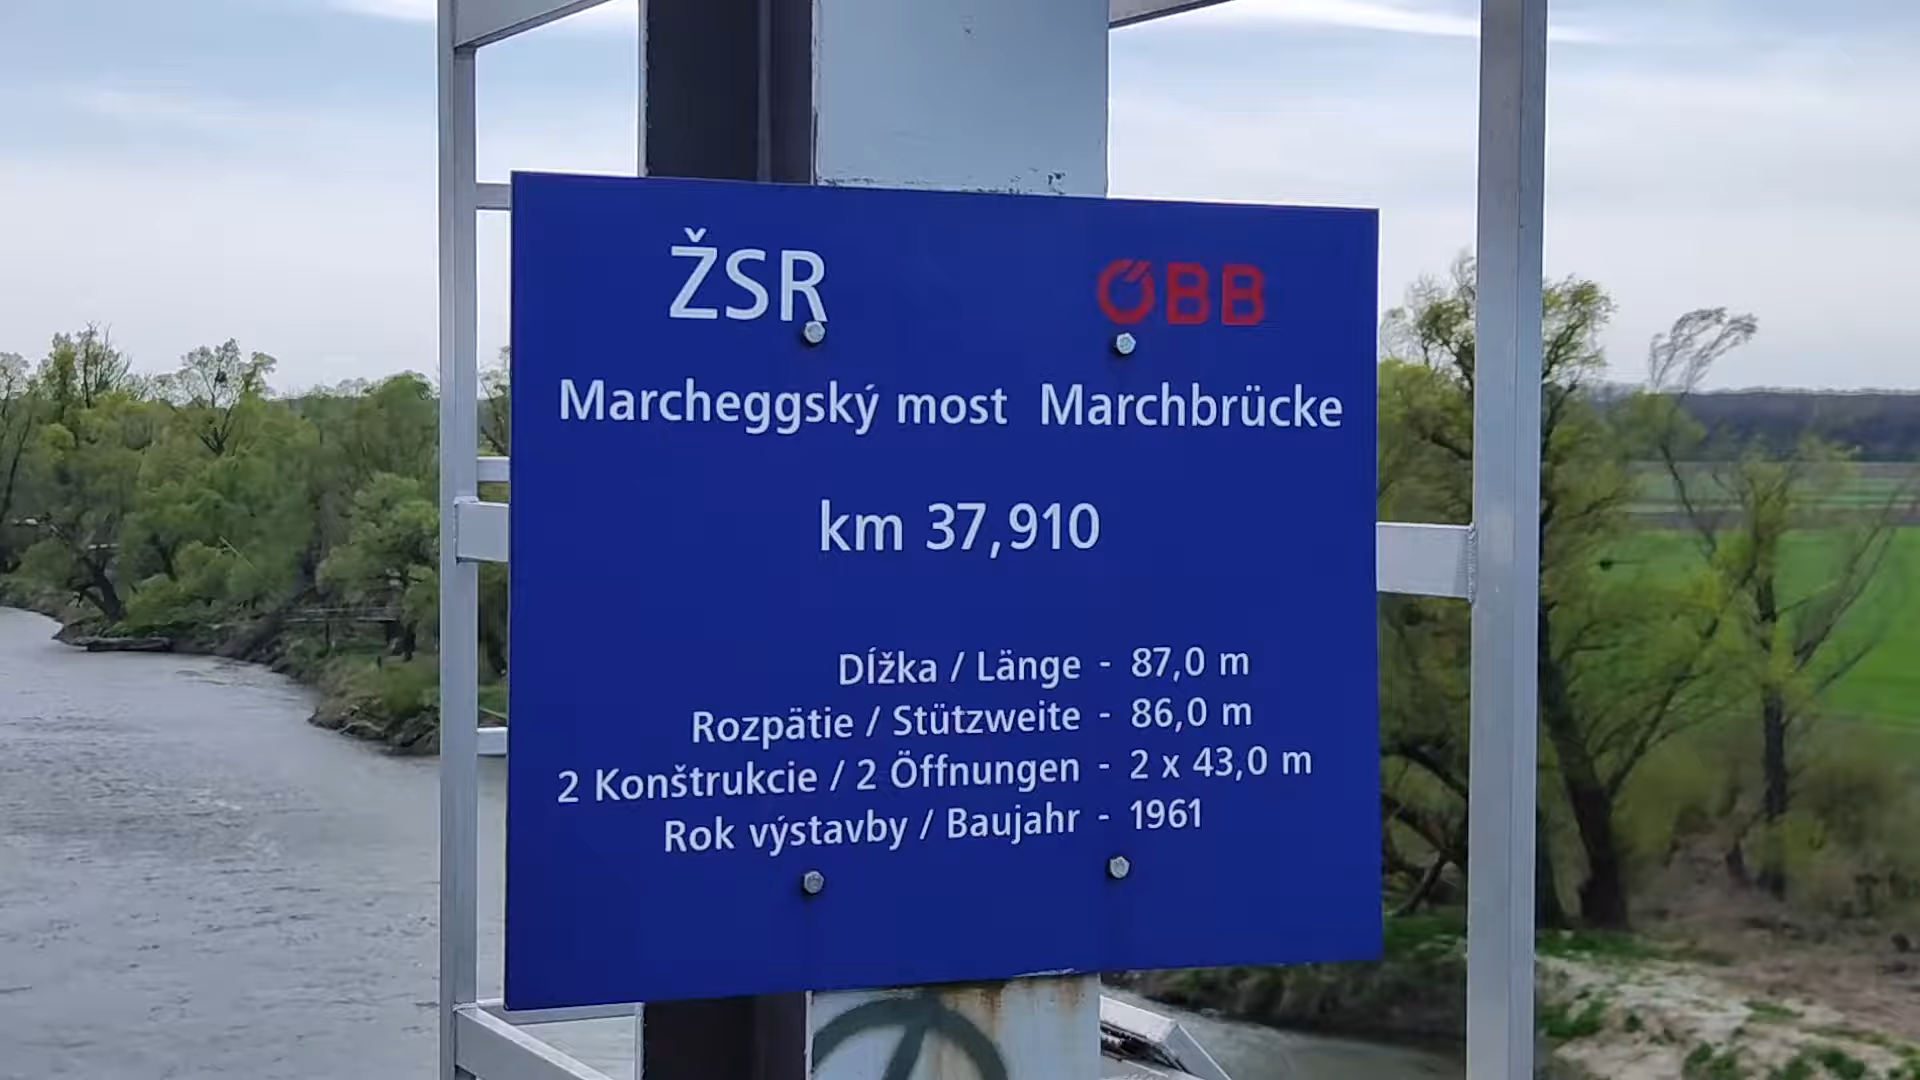 ŽSR ÖBB
Marcheggský most Marchbrücke
km 37,910
Dĺžka / Länge - 87,0 m
Rozpätie / Stützweite - 86,0 m
2 Konštrukcie / 2 Öffnungen - 2 x 43,0 m
Rok výstavby / Baujahr - 1961